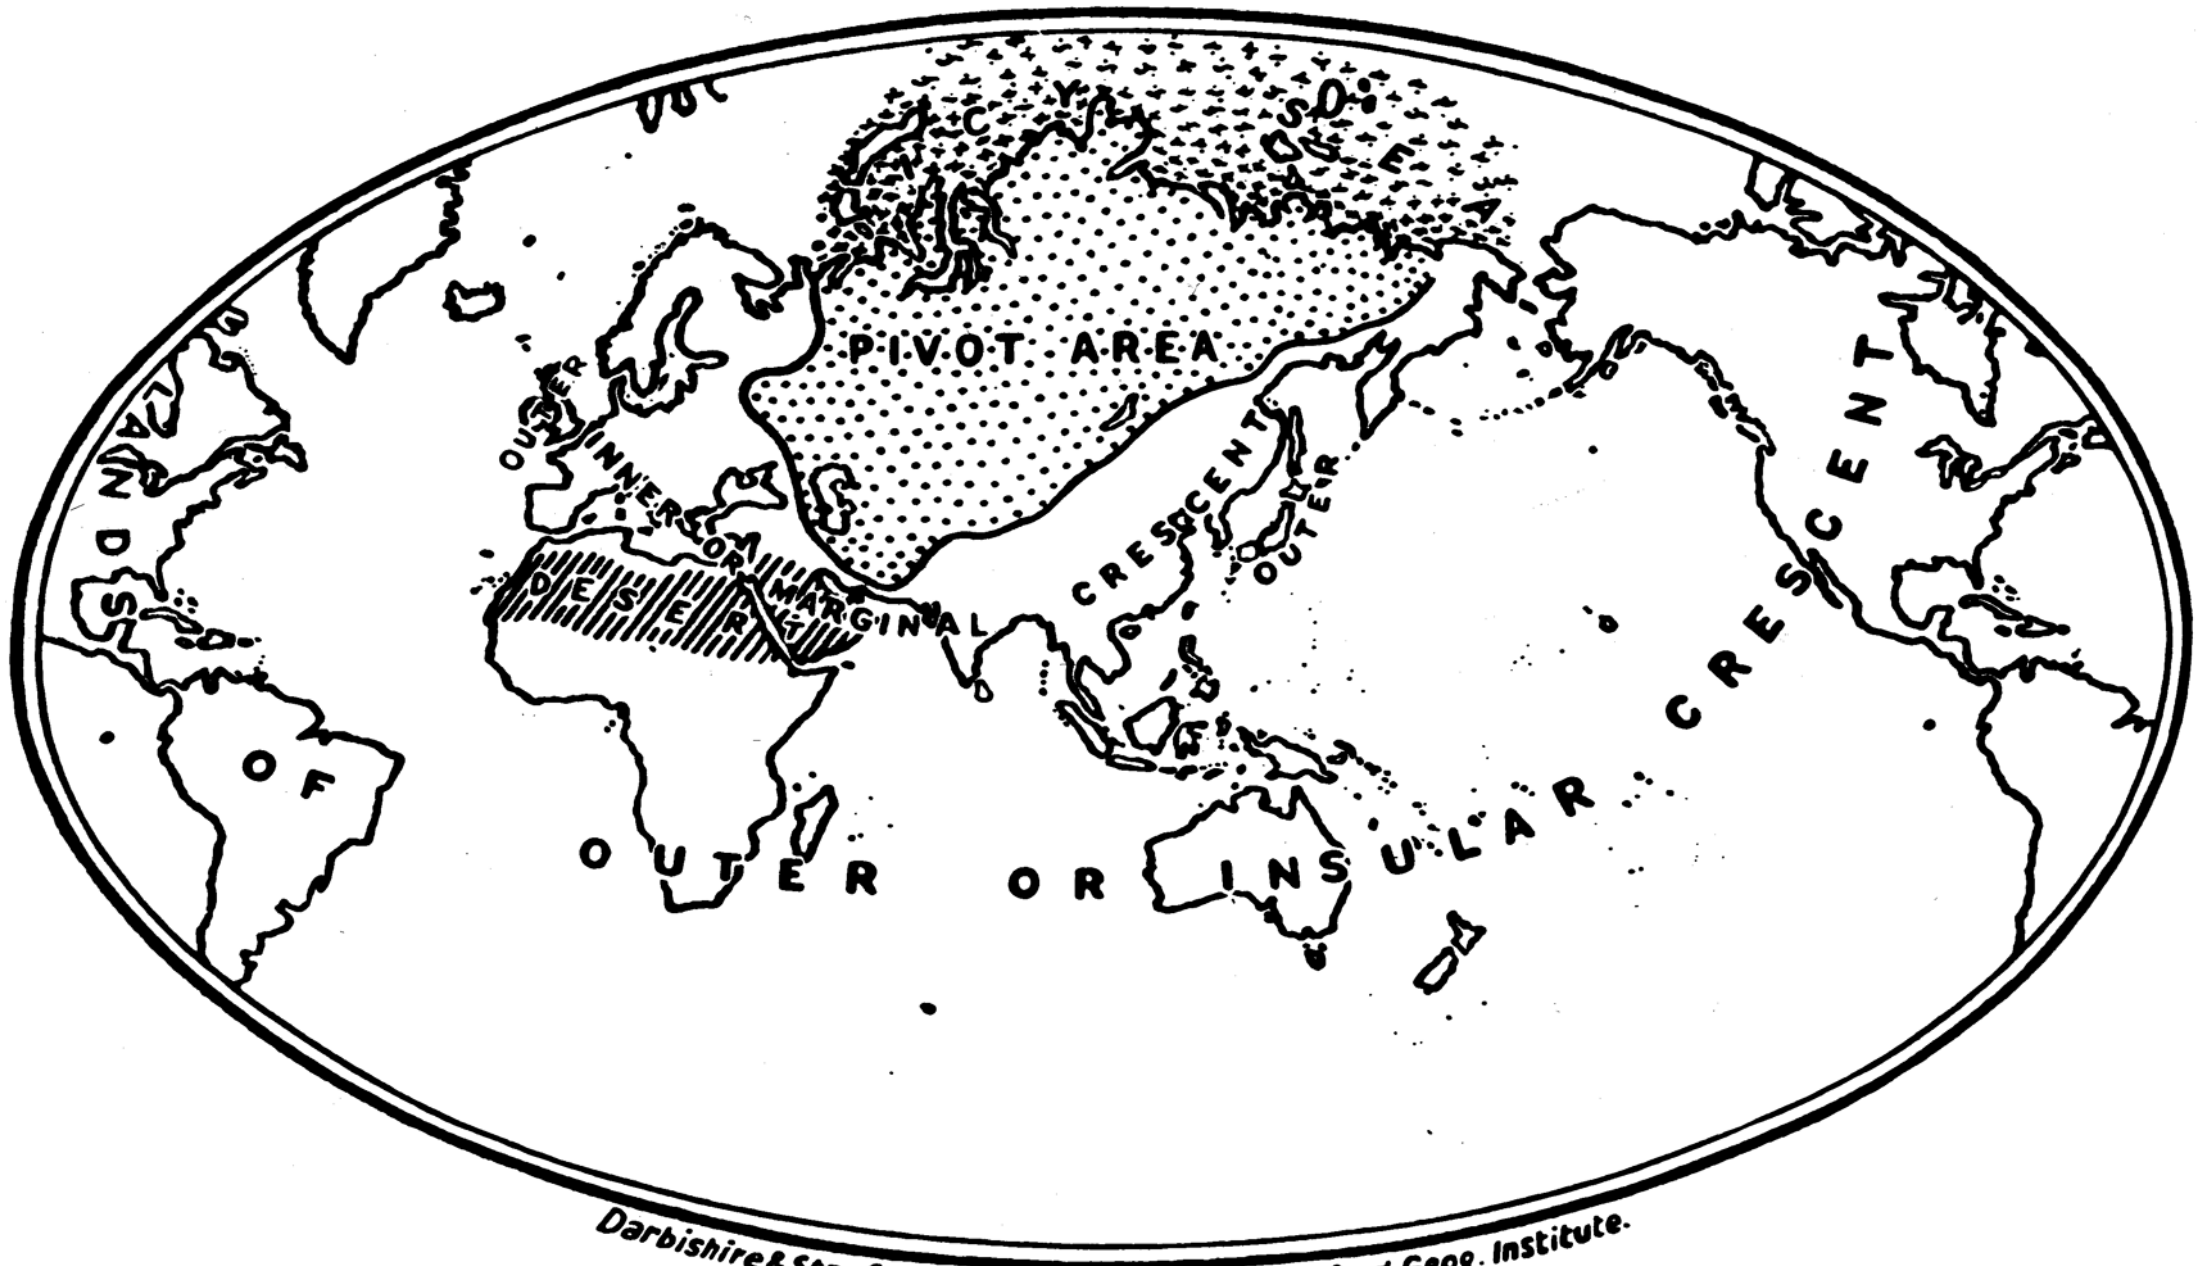 ICY SEA
PIVOT AREA
OUTER
INNER OR MARGINAL CRESCENT
OUTER
DESERT
LANDS OF OUTER OR INSULAR CRESCENT
Darbishire &
Geog. Institute.